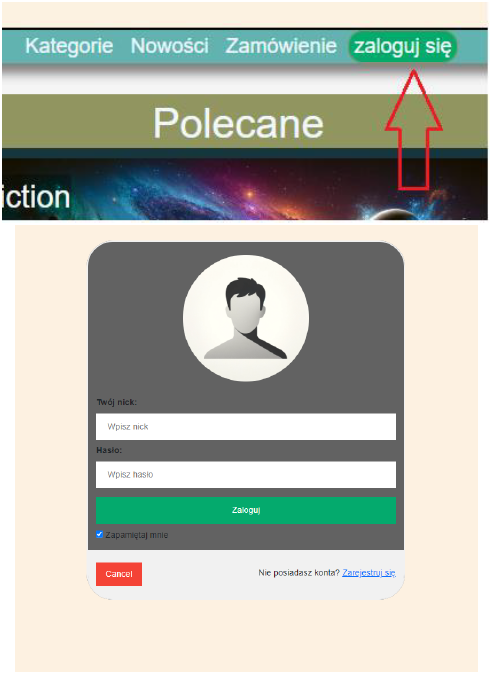 Kategorie Nowości Zamówienie zaloguj się
Polecane
iction
Twój nick:
Wpisz nick
Hasło:
Wpisz hasło
Zaloguj
Zapamiętaj mnie
Cancel Nie posiadasz konta? Zarejestruj się